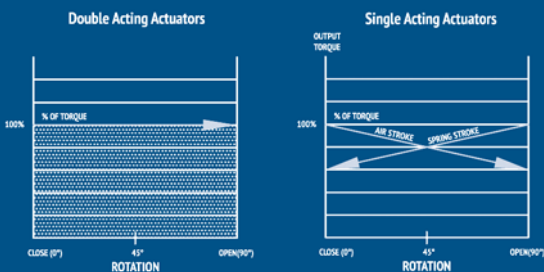 Double Acting Actuators
% OF TORQUE
100%
CLOSE (0°)
45°
OPEN(90°)
ROTATION
Single Acting Actuators
OUTPUT
TORQUE
% OF TORQUE
100%
AIR STROKE
SPRING STROKE
CLOSE (0°)
45°
OPEN(90°)
ROTATION